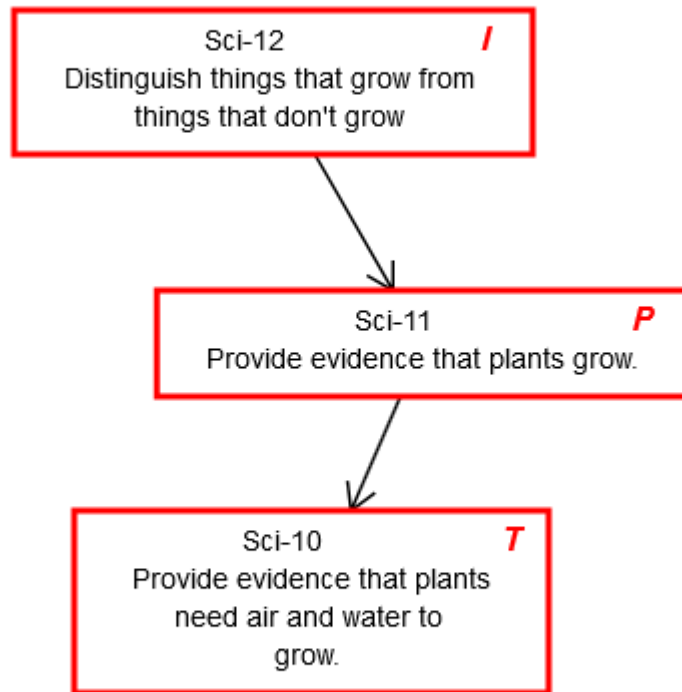 Sci-12 I
Distinguish things that grow from
things that don't grow
Sci-11 P
Provide evidence that plants grow.
Sci-10 T
Provide evidence that plants
need air and water to
grow.